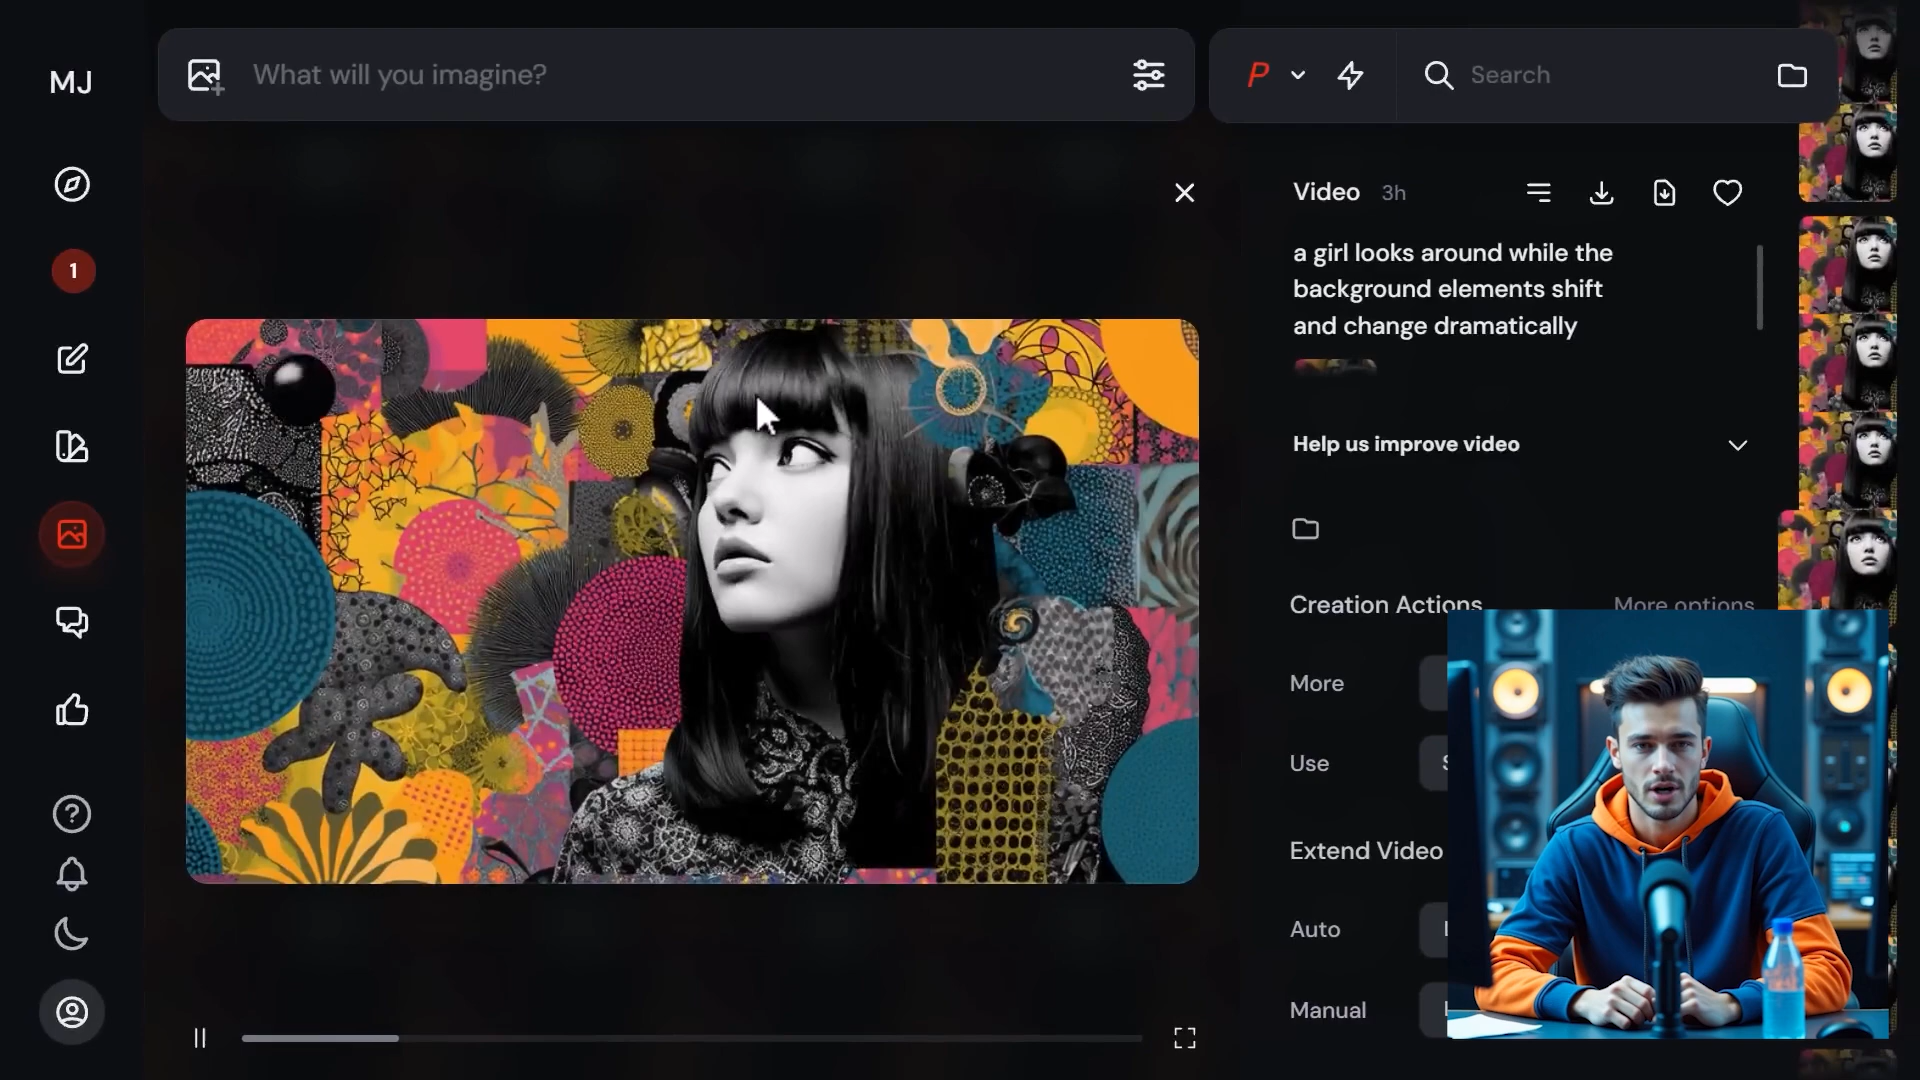 MJ
What will you imagine?
P
Search
1
Video 3h
a girl looks around while the
background elements shift
and change dramatically
Help us improve video
Creation Actions
More options
More
Use
Extend Video
Auto
Manual